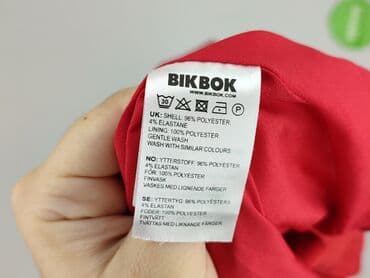 BIKBOK
WWW.BIKBOK.COM
30 P
UK: SHELL: 96% POLYESTER
4% ELASTANE
LINING: 100% POLYESTER
GENTLE WASH
WASH WITH SIMILAR COLOURS
NO: YTTERSTOFF: 96% POLYESTER
4% ELASTAN
FÔR: 100% POLYESTER
FINVASK
VASKES MED LIGNENDE FARGER
SE: YTTERTYG: 96% POLYESTER
4% ELASTAN
FODER: 100% POLYESTER
FINTVÄTT
TVÄTTAS MED LIKNANDE FÄRGER